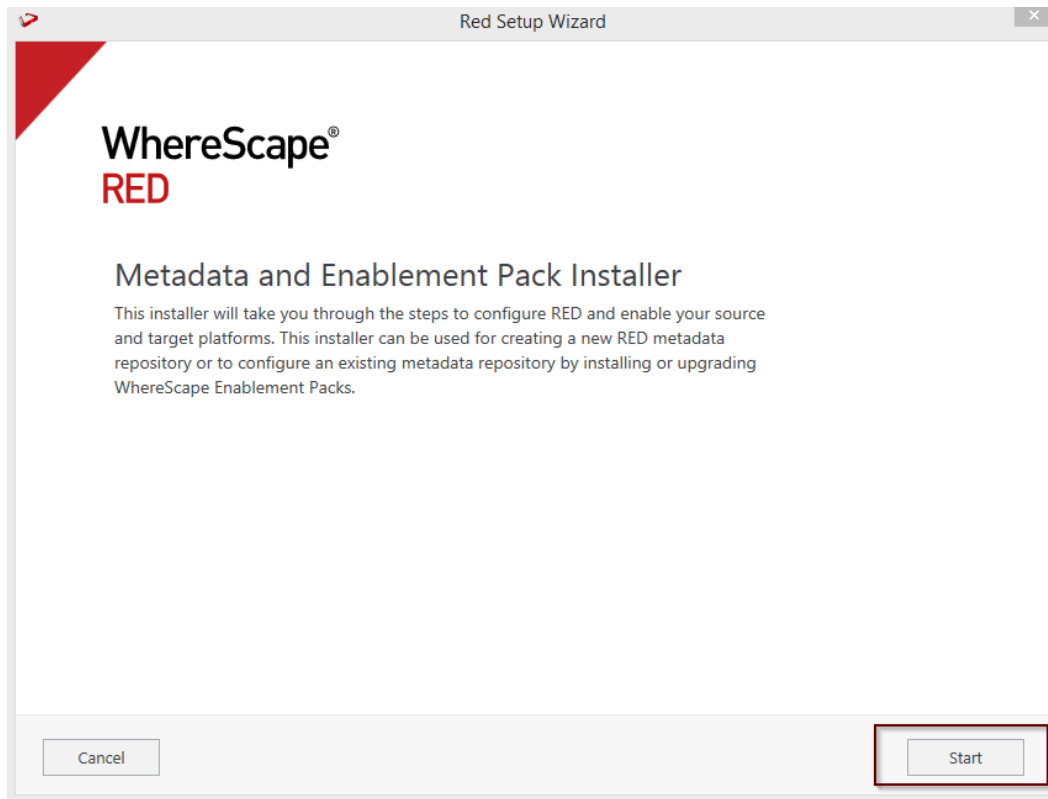 Red Setup Wizard
WhereScape®
RED
Metadata and Enablement Pack Installer
This installer will take you through the steps to configure RED and enable your source
and target platforms. This installer can be used for creating a new RED metadata
repository or to configure an existing metadata repository by installing or upgrading
WhereScape Enablement Packs.
Cancel
Start